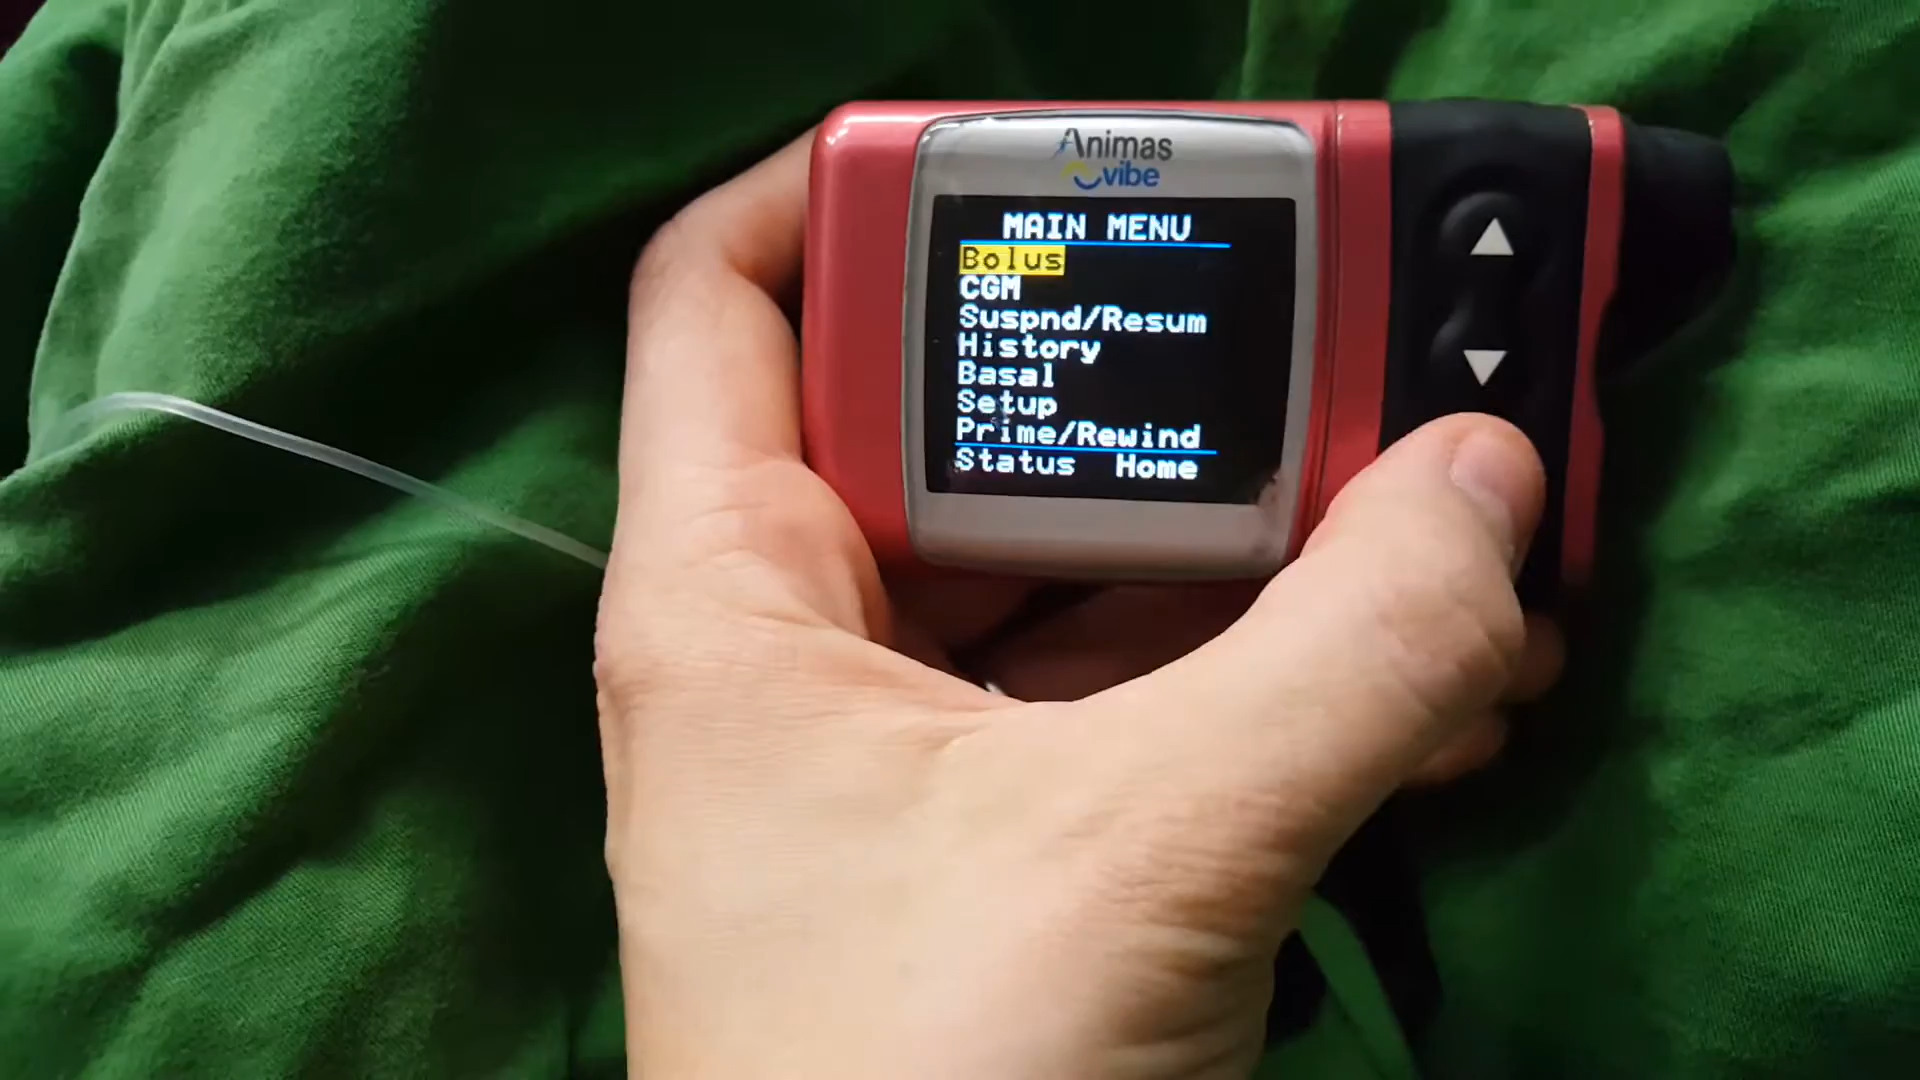 Animas
vibe
MAIN MENU
Bolus
CGM
Suspnd/Resum
History
Basal
Setup
Prime/Rewind
Status Home